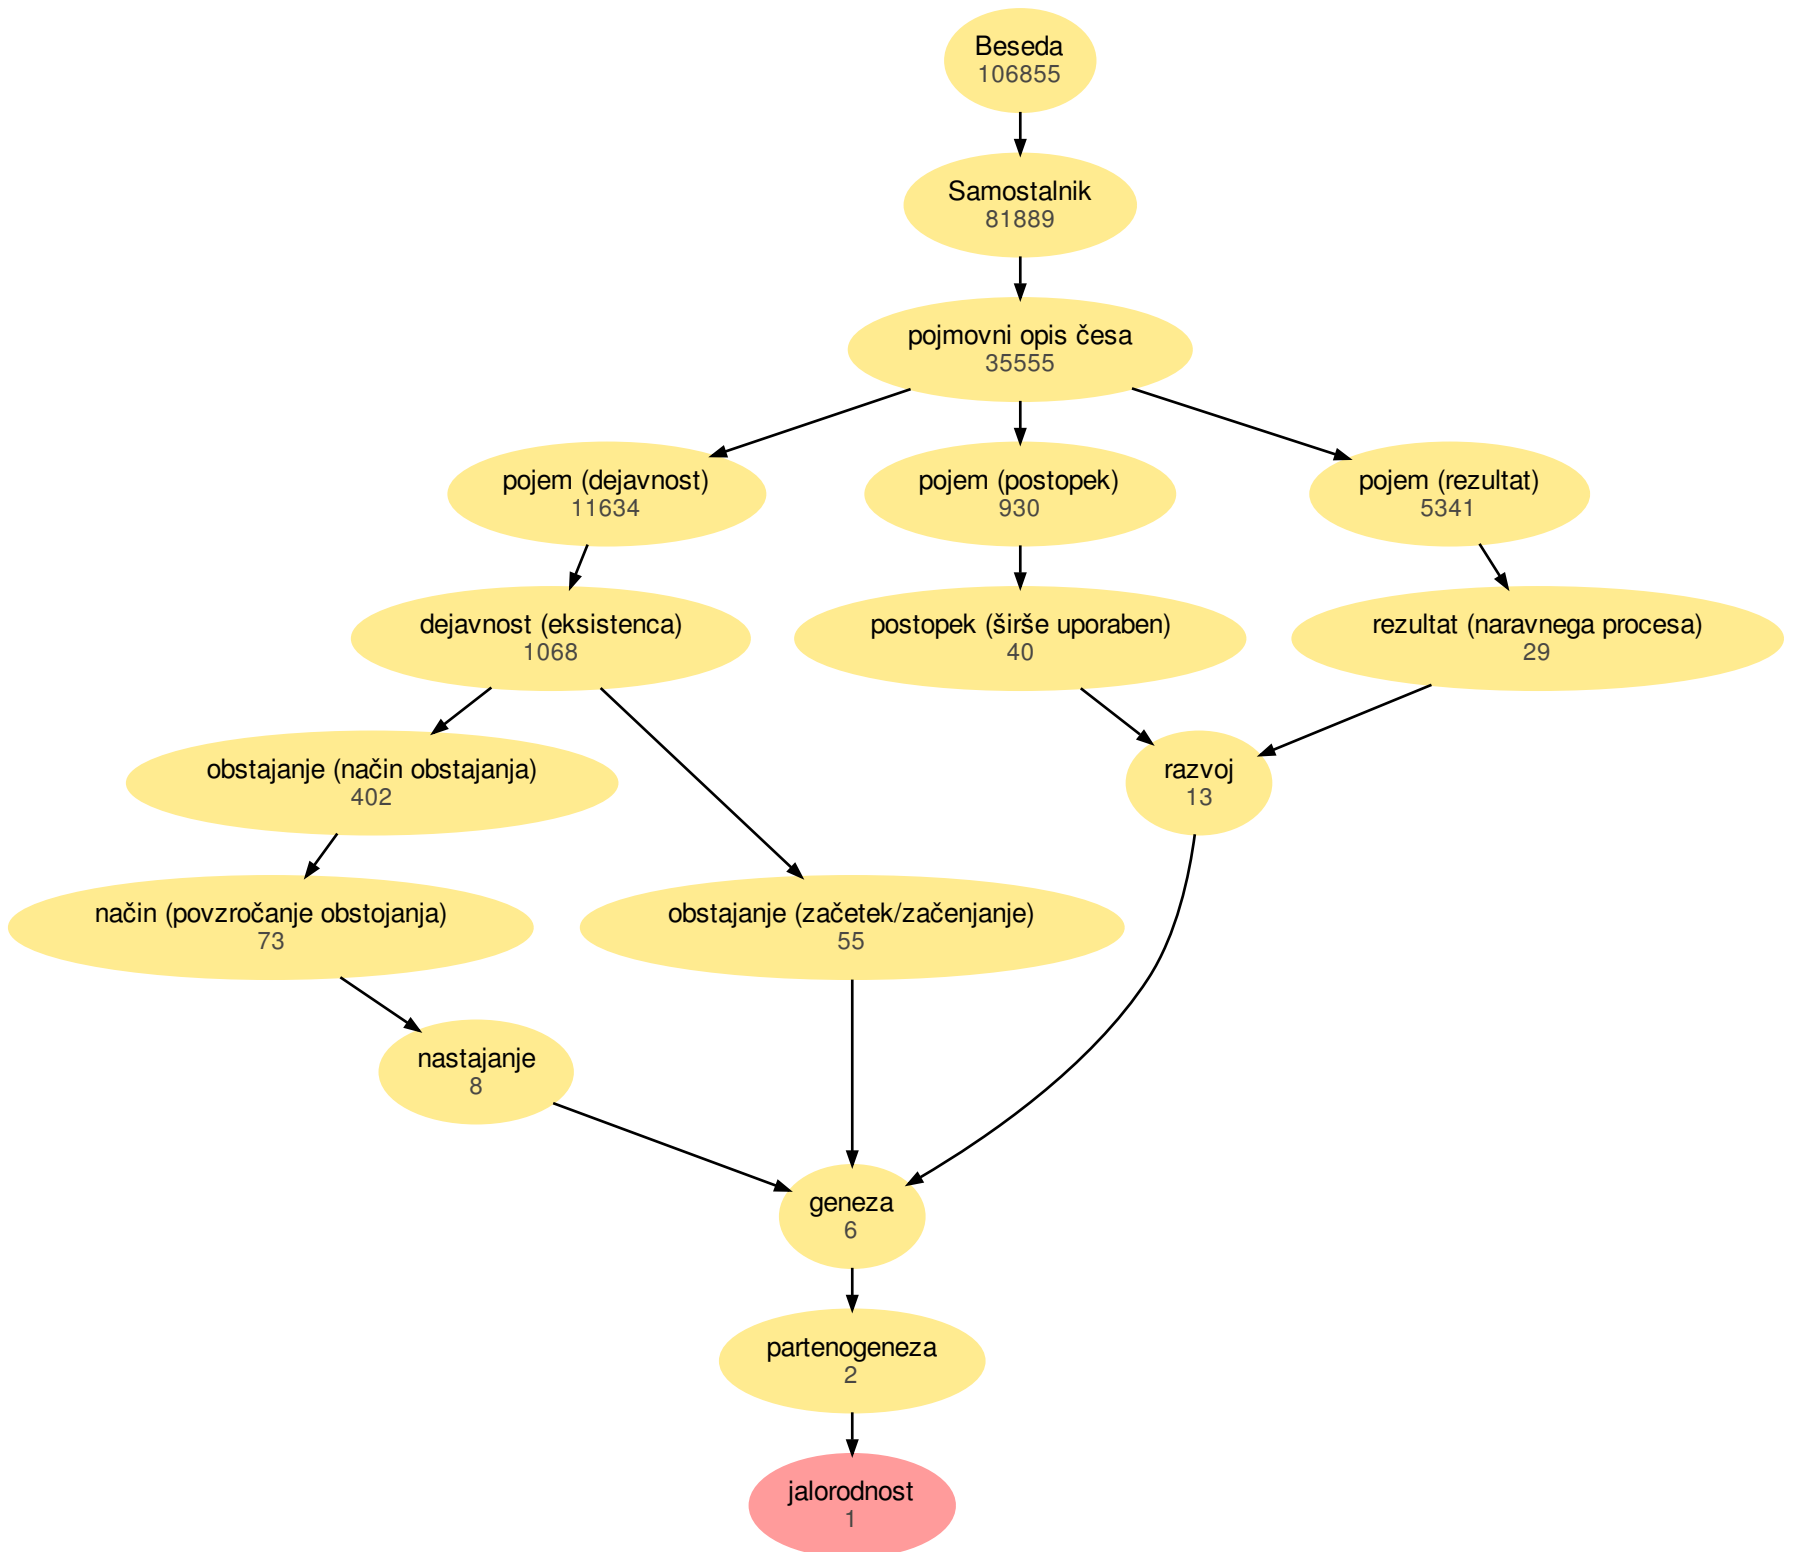 Beseda
106855
Samostalnik
81889
pojmovni opis česa
35555
pojem (dejavnost)
11634
pojem (postopek)
930
pojem (rezultat)
5341
dejavnost (eksistenca)
1068
postopek (širše uporaben)
40
rezultat (naravnega procesa)
29
obstajanje (način obstajanja)
402
razvoj
13
način (povzročanje obstojanja)
73
obstajanje (začetek/začenjanje)
55
nastajanje
8
geneza
6
partenogeneza
2
jalorodnost
1